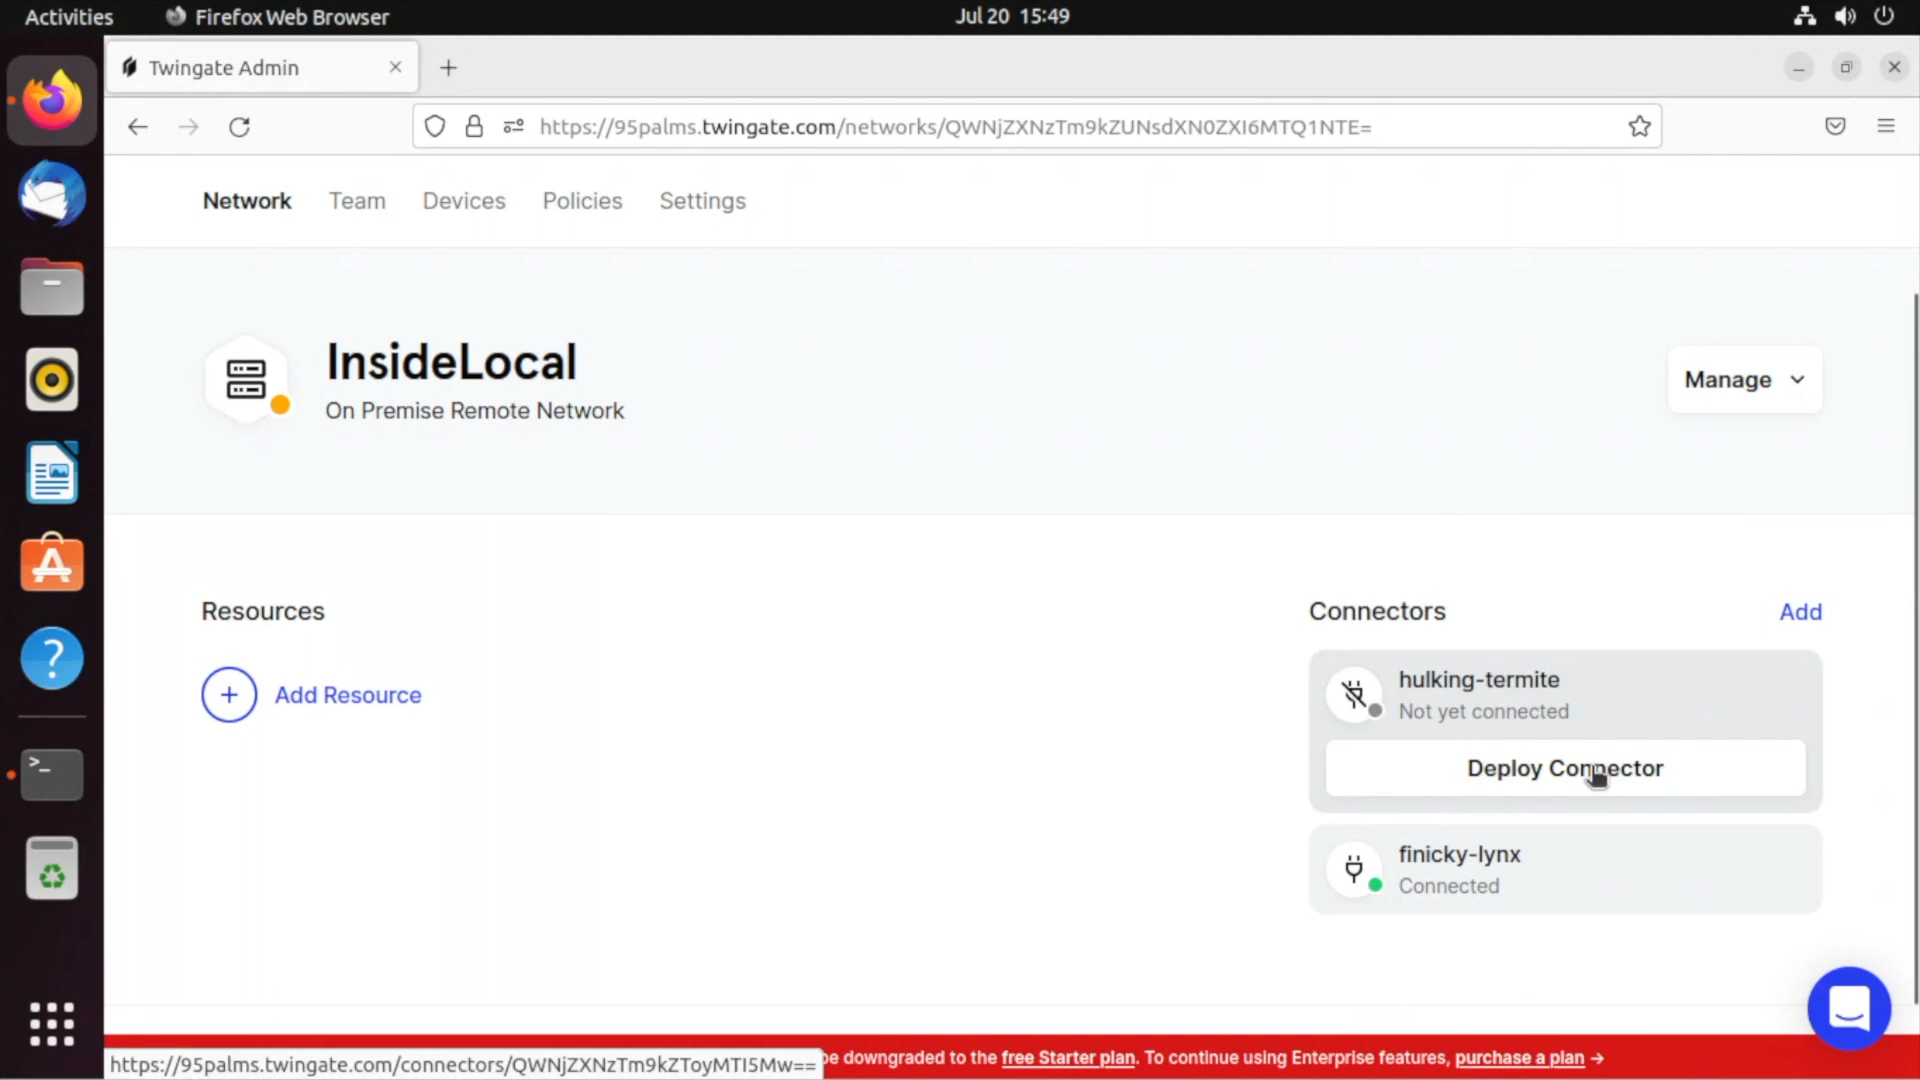 Activities
Firefox Web Browser
Jul 20 15:49
Twingate Admin
https://95palms.twingate.com/networks/QWNjZXNzTm9kZUNsdXN0ZXI6MTQ1NTE=
Network Team Devices Policies Settings
InsideLocal
On Premise Remote Network
Manage
Resources
Add Resource
Connectors
Add
hulking-termite
Not yet connected
Deploy Connector
finicky-lynx
Connected
https://95palms.twingate.com/connectors/QWNjZXNzTm9kZToyMTI5Mw==
be downgraded to the free Starter plan. To continue using Enterprise features, purchase a plan →